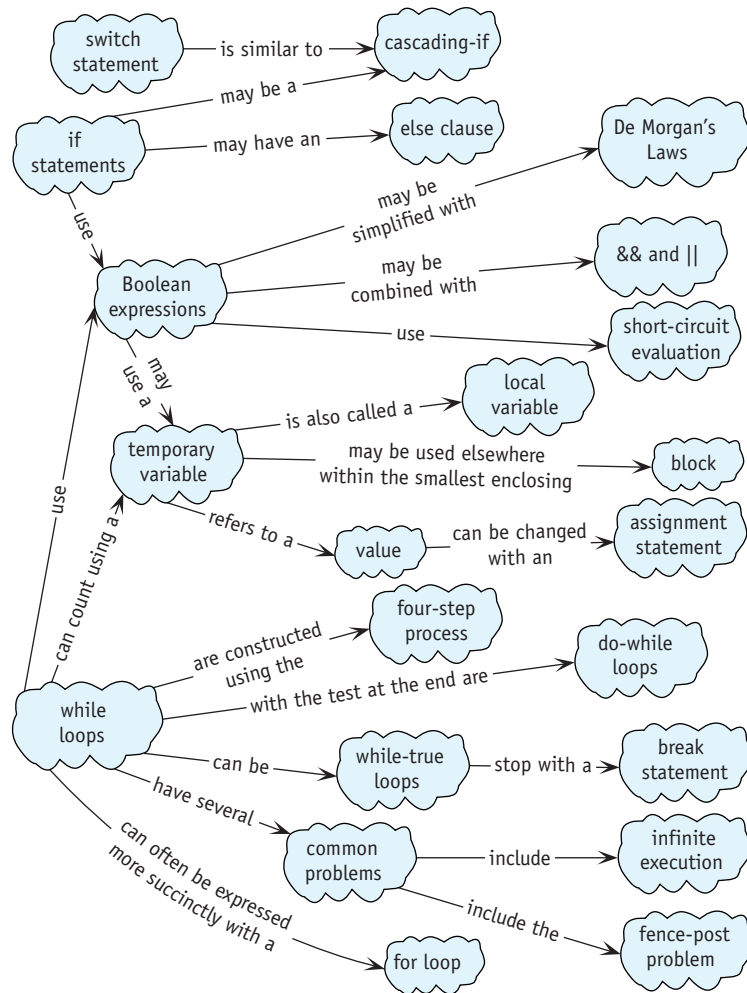 switch
statement
is similar to
cascading-if
may be a
if
statements
may have an
else clause
De Morgan's
Laws
use
may be
simplified with
Boolean
expressions
may be
combined with
&& and ||
use
short-circuit
evaluation
may
use a
local
variable
is also called a
temporary
variable
may be used elsewhere
within the smallest enclosing
block
use
can count using a
refers to a
value
can be changed
with an
assignment
statement
four-step
process
are constructed
using the
do-while
loops
with the test at the end are
while
loops
can be
while-true
loops
stop with a
break
statement
have several
common
problems
include
infinite
execution
can often be expressed
more succinctly with a
include the
fence-post
problem
for loop